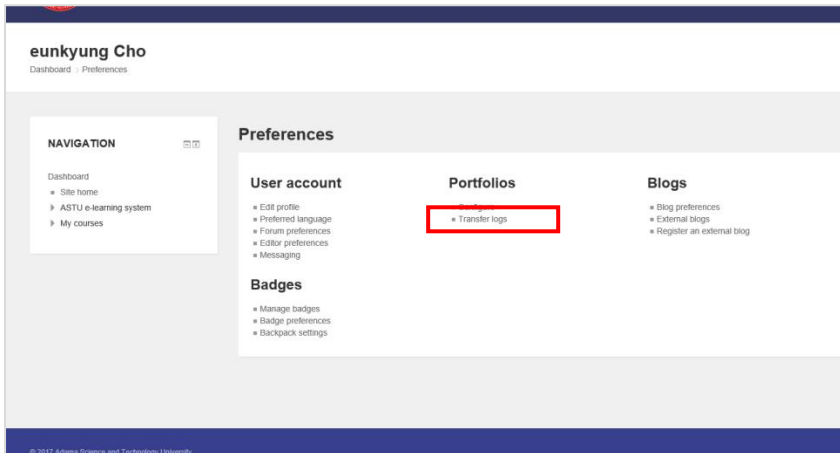 eunkyung Cho
Dashboard Preferences
NAVIGATION
Dashboard
Site home
ASTU e-learning system
My courses
Preferences
User account
Edit profile
Preferred language
Forum preferences
Editor preferences
Messaging
Portfolios
Configure
Transfer logs
Blogs
Blog preferences
External blogs
Register an external blog
Badges
Manage badges
Badge preferences
Backpack settings
© 2017 Adama Science and Technology University